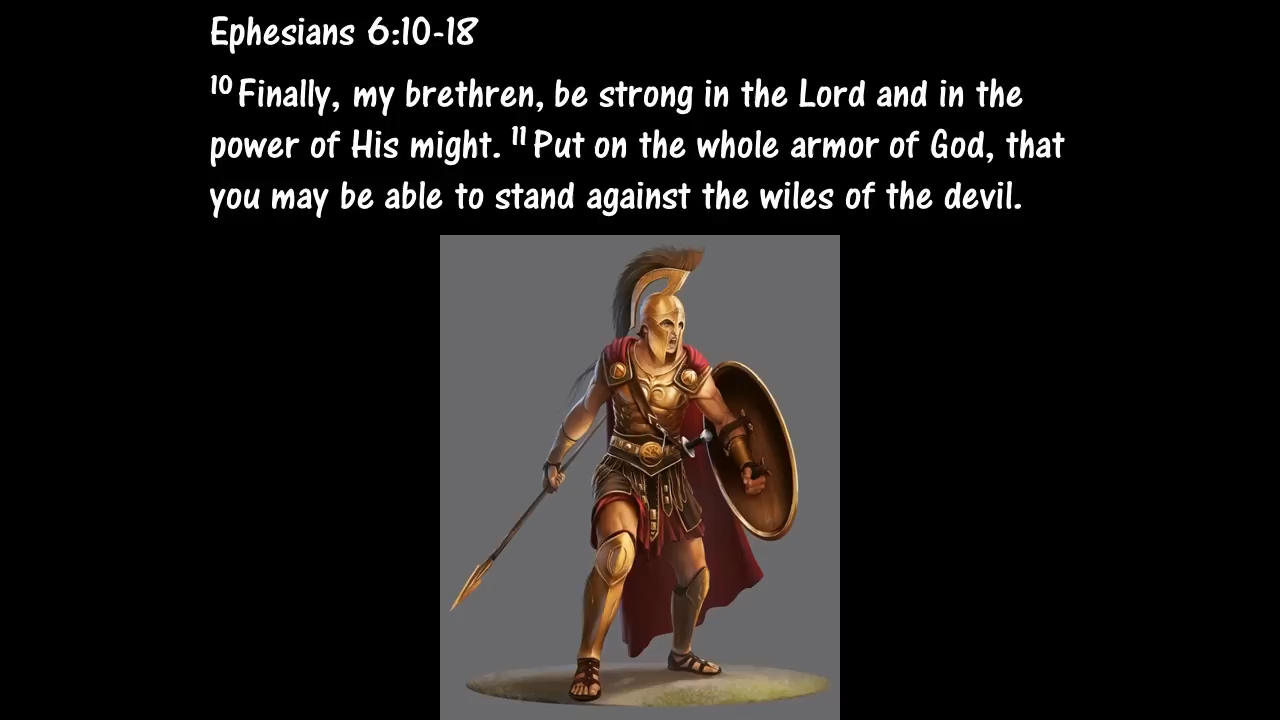 Ephesians 6:10-18
10 Finally, my brethren, be strong in the Lord and in the
power of His might. 11 Put on the whole armor of God, that
you may be able to stand against the wiles of the devil.